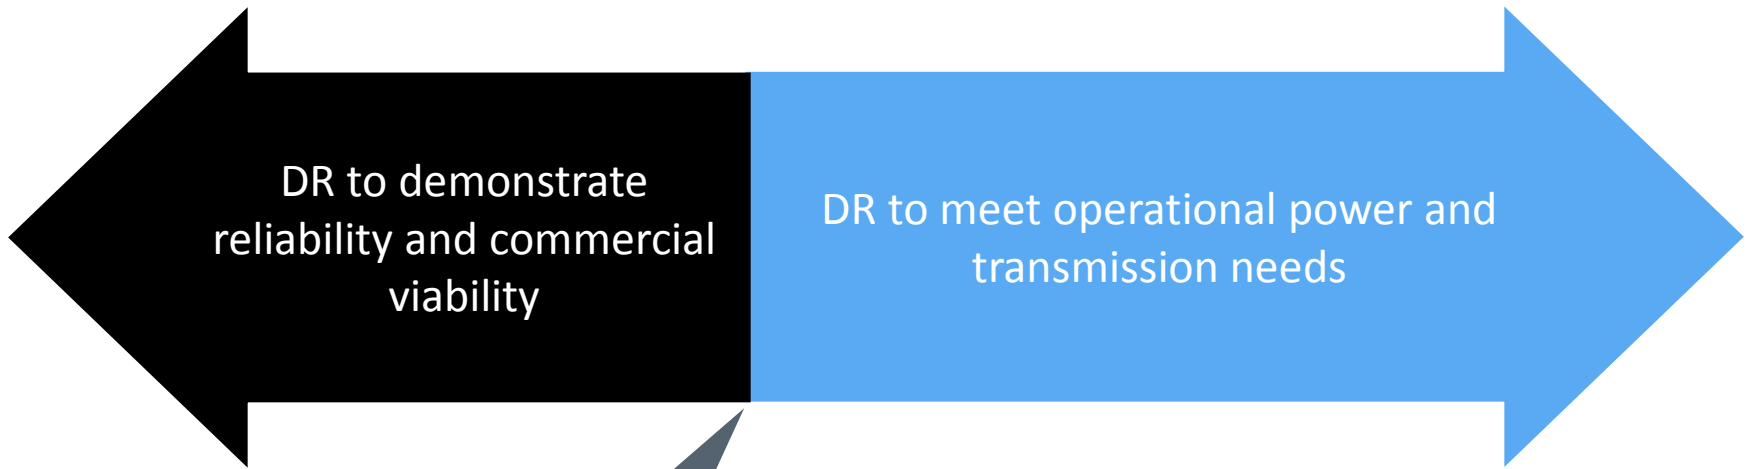 DR to demonstrate
reliability and commercial
viability
DR to meet operational power and
transmission needs